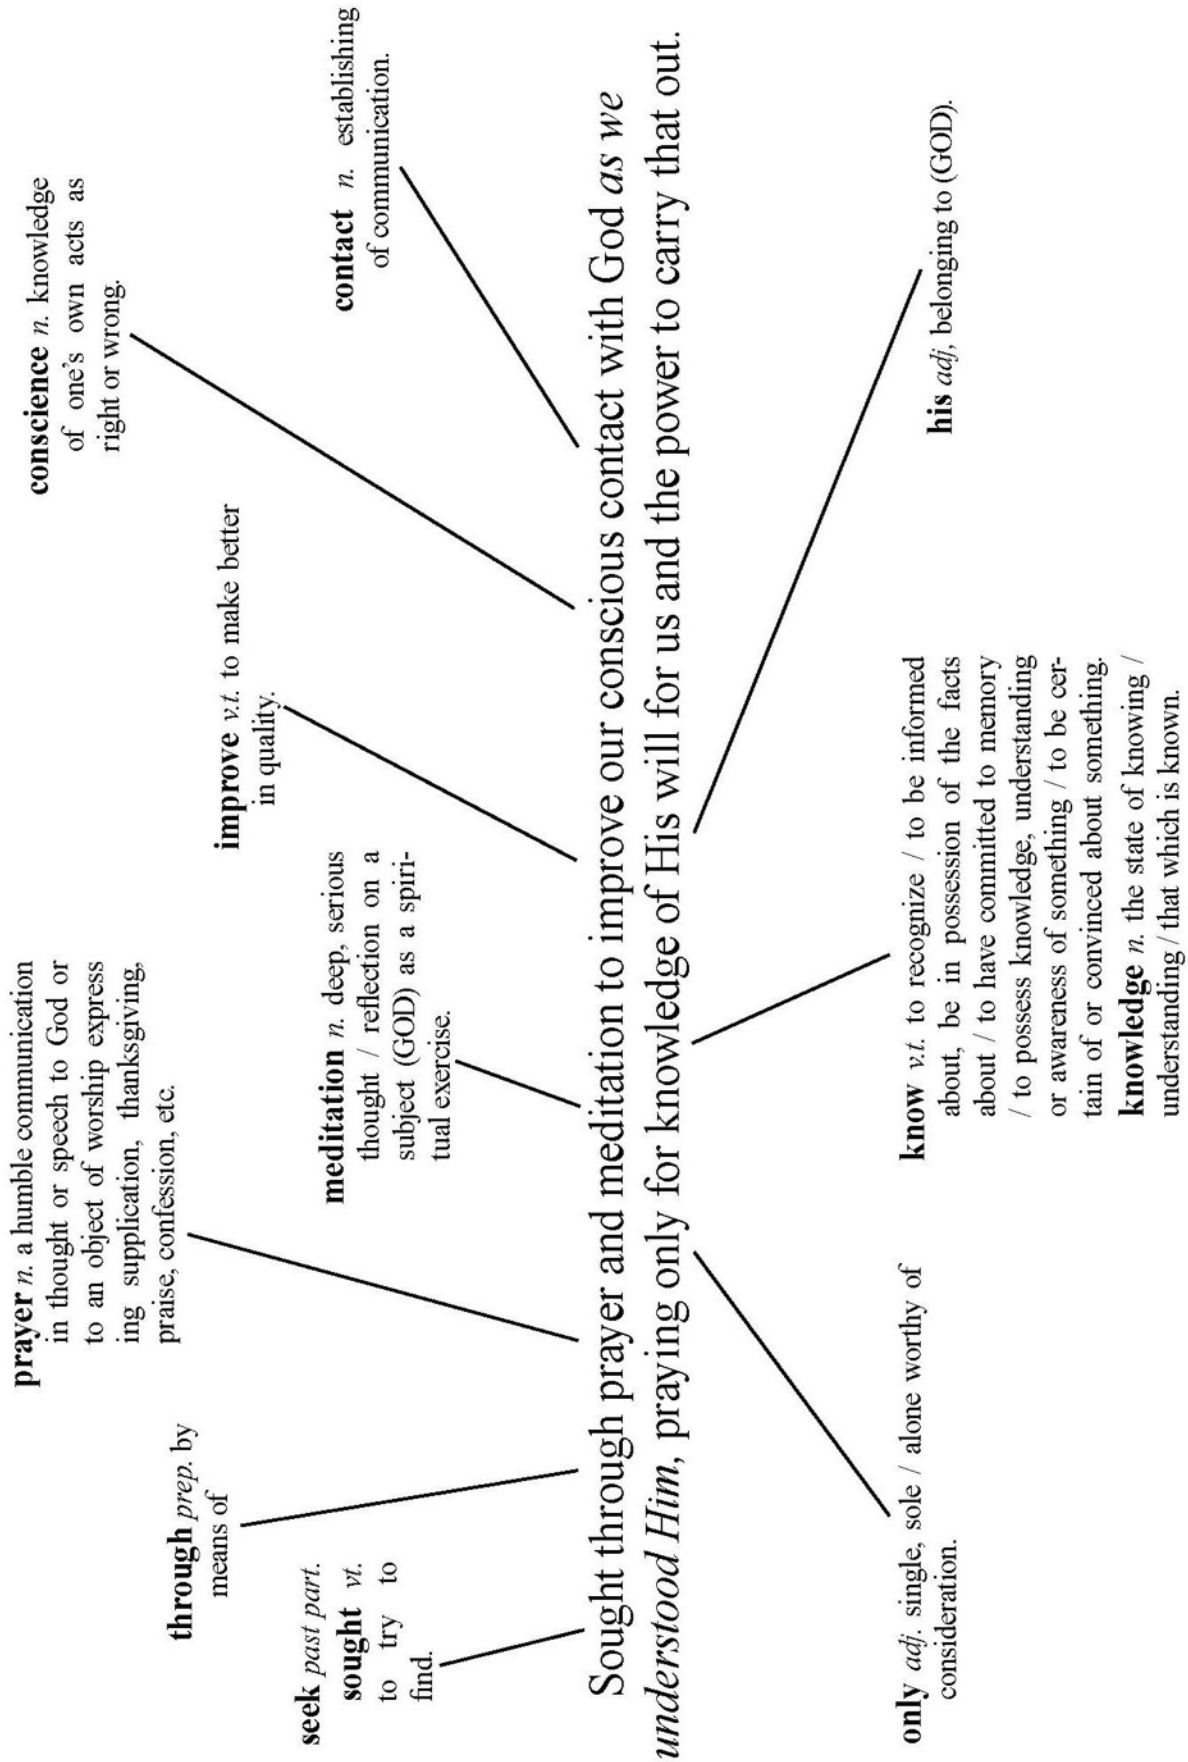 prayer n. a humble communication
in thought or speech to God or
to an object of worship express
ing supplication, thanksgiving,
praise, confession, etc.
conscience n. knowledge
of one's own acts as
right or wrong.
through prep. by
means of
improve v.t. to make better
in quality.
seek past part.
sought vt.
to try to
find.
meditation n. deep, serious
thought / reflection on a
subject (GOD) as a spiri-
tual exercise.
contact n. establishing
of communication.
Sought through prayer and meditation to improve our conscious contact with God as we
understood Him, praying only for knowledge of His will for us and the power to carry that out.
only adj. single, sole / alone worthy of
consideration.
know v.t. to recognize / to be informed
about, be in possession of the facts
about / to have committed to memory
/ to possess knowledge, understanding
or awareness of something / to be cer-
tain of or convinced about something.
knowledge n. the state of knowing /
understanding / that which is known.
his adj, belonging to (GOD).